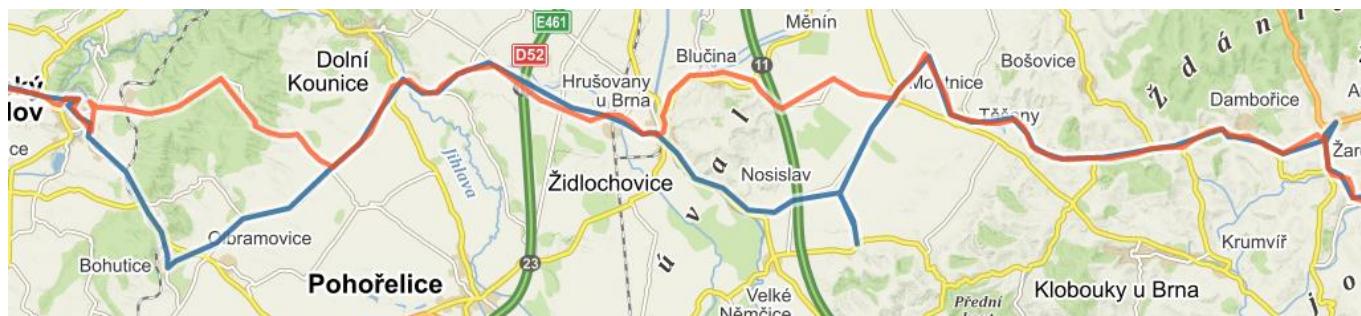 E461
D52
Měnín
Dolní
Kounice
Blučina
11
Bošovice
Hrušovany
u Brna
Dambořice
Těšany
Židlochovice
Nosislav
Jihlava
ú
v
a
l
Olbramovice
Bohutice
23
Pohořelice
Krumvíř
Velké
Němčice
Přední
Klobouky u Brna
j
o